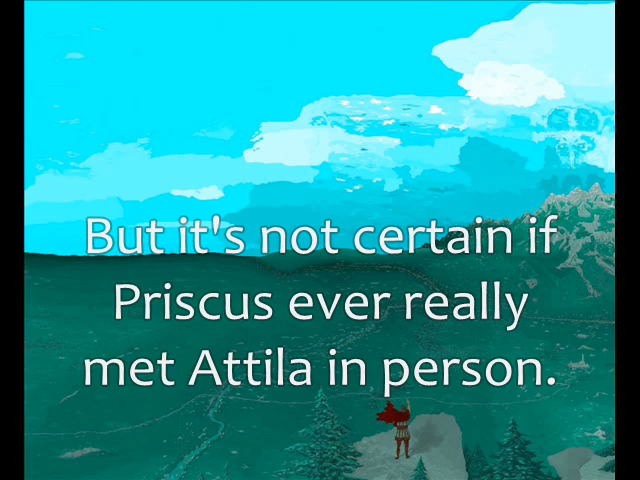 But it's not certain if
Priscus ever really
met Attila in person.